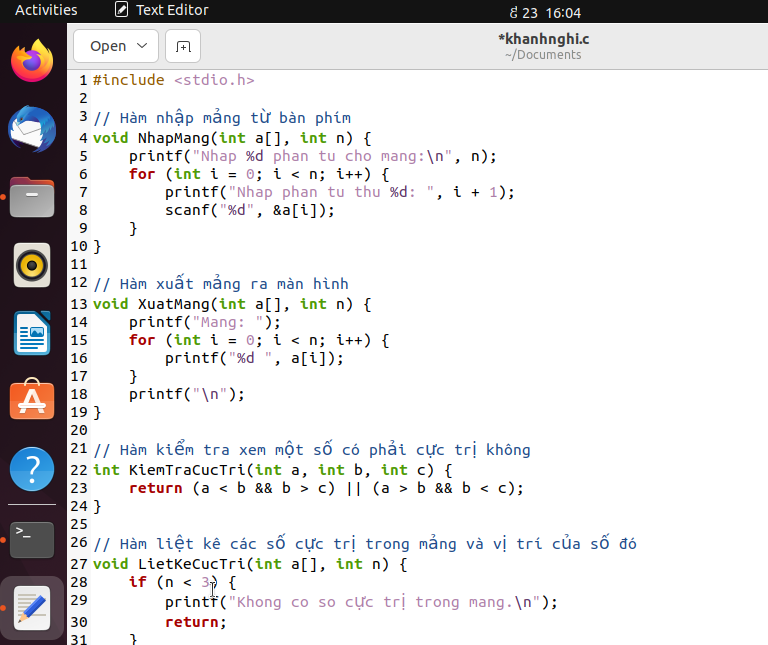 Activities Text Editor ៥ 23 16:04
Open *khanhnghi.c
~/Documents
1 #include <stdio.h>
2
3 // Hàm nhập mảng từ bàn phím
4 void NhapMang(int a[], int n) {
5 printf("Nhap %d phan tu cho mang:\n", n);
6 for (int i = 0; i < n; i++) {
7 printf("Nhap phan tu thu %d: ", i + 1);
8 scanf("%d", &a[i]);
9 }
10 }
11
12 // Hàm xuất mảng ra màn hình
13 void XuatMang(int a[], int n) {
14 printf("Mang: ");
15 for (int i = 0; i < n; i++) {
16 printf("%d ", a[i]);
17 }
18 printf("\n");
19 }
20
21 // Hàm kiểm tra xem một số có phải cực trị không
22 int KiemTraCucTri(int a, int b, int c) {
23 return (a < b && b > c) || (a > b && b < c);
24 }
25
26 // Hàm liệt kê các số cực trị trong mảng và vị trí của số đó
27 void LietKeCucTri(int a[], int n) {
28 if (n < 3) {
29 printf("Khong co so cực trị trong mang.\n");
30 return;
31 }